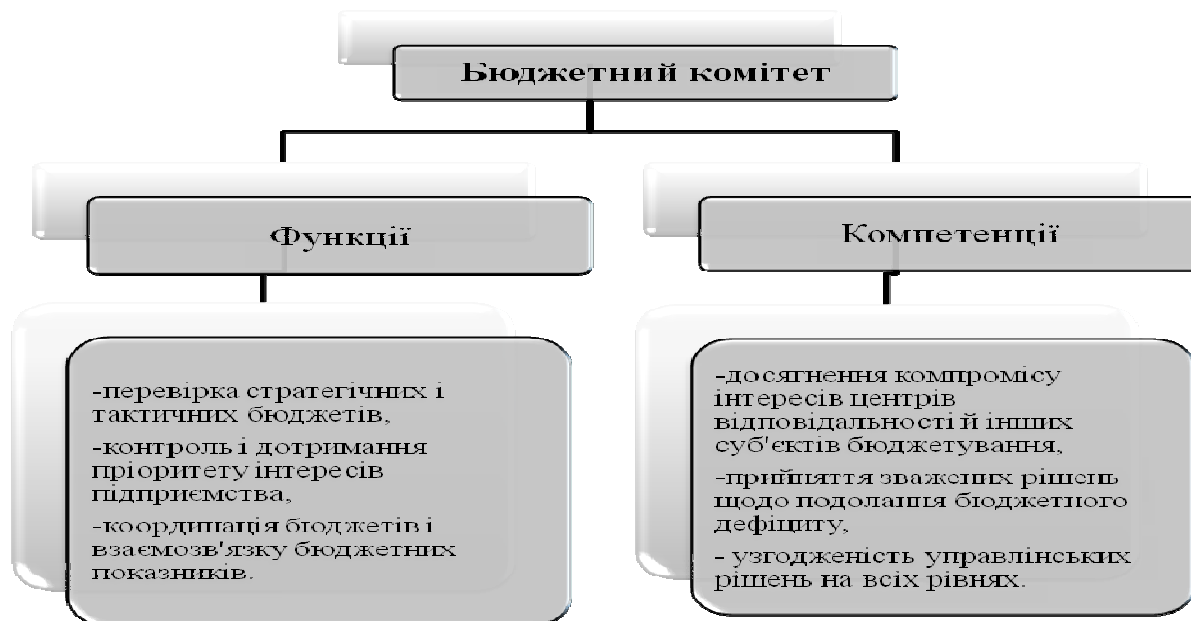 Бюджетний комітет
Функції
Компетенції
-перевірка стратегічних і
тактичних бюджетів,
-контроль і дотримання
пріоритету інтересів
підприємства,
-координація бюджетів і
взаємозв'язку бюджетних
показників.
-досягнення компромісу
інтересів центрів
відповідальності й інших
суб'єктів бюджетування,
-прийняття зважених рішень
щодо подолання бюджетного
дефіциту,
- узгодженість управлінських
рішень на всіх рівнях.